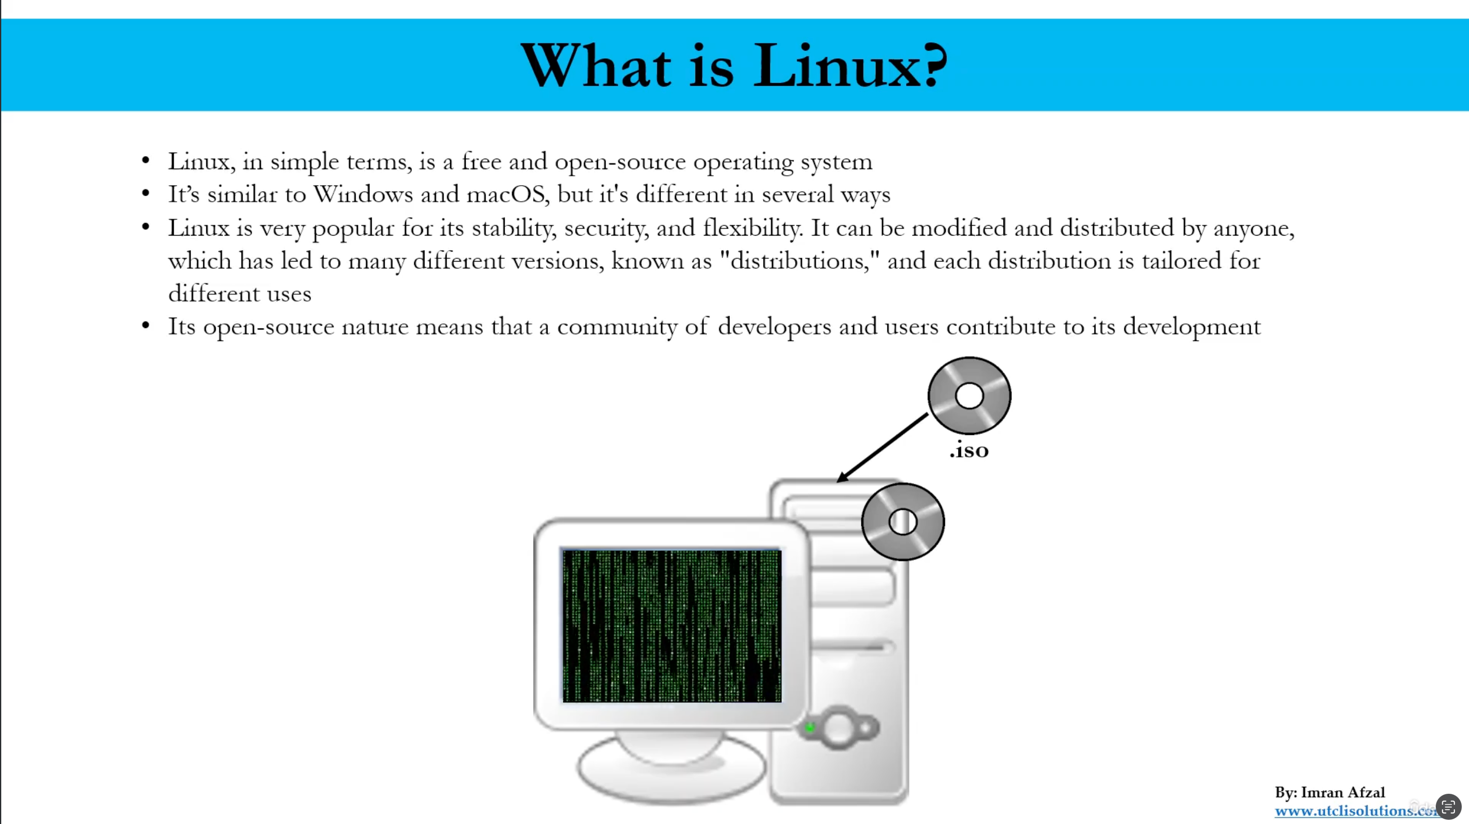 What is Linux?
• Linux, in simple terms, is a free and open-source operating system
• It’s similar to Windows and macOS, but it's different in several ways
• Linux is very popular for its stability, security, and flexibility. It can be modified and distributed by anyone,
which has led to many different versions, known as "distributions," and each distribution is tailored for
different uses
• Its open-source nature means that a community of developers and users contribute to its development
.iso
By: Imran Afzal
www.utclisolutions.com